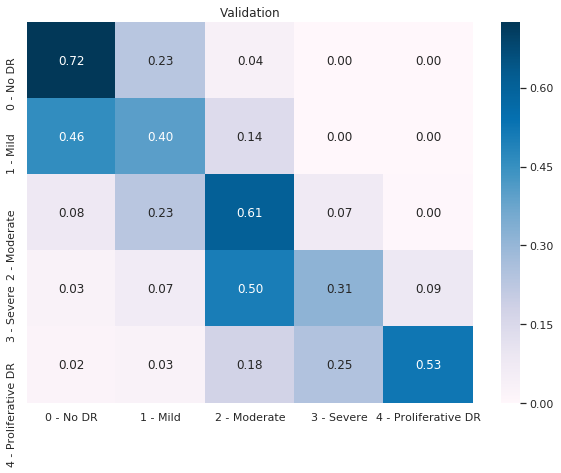 Validation
0 - No DR
0.72 0.23 0.04 0.00 0.00
1 - Mild
0.46 0.40 0.14 0.00 0.00
2 - Moderate
0.08 0.23 0.61 0.07 0.00
3 - Severe
0.03 0.07 0.50 0.31 0.09
4 - Proliferative DR
0.02 0.03 0.18 0.25 0.53
0 - No DR 1 - Mild 2 - Moderate 3 - Severe 4 - Proliferative DR
0.60
0.45
0.30
0.15
0.00